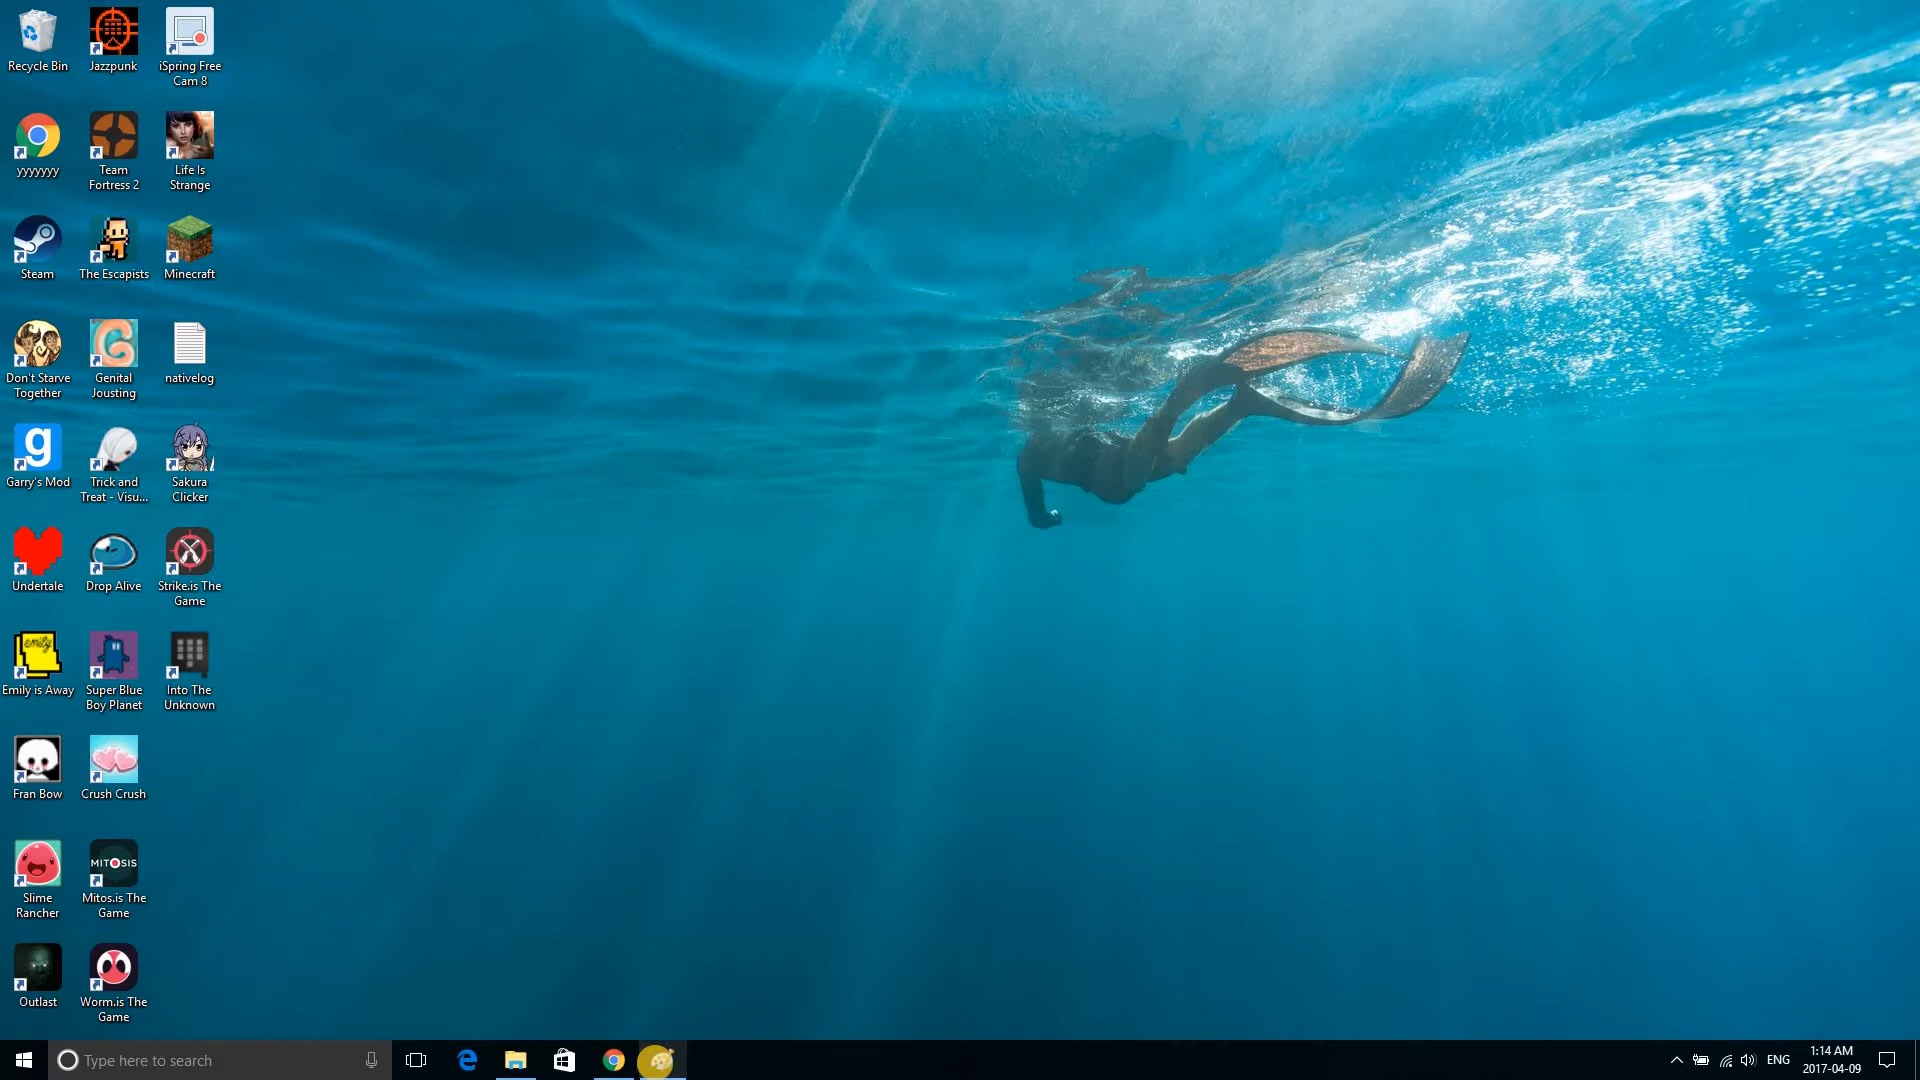 Recycle Bin
Jazzpunk
iSpring Free
Cam 8
yyyyyyy
Team
Fortress 2
Life Is
Strange
Steam
The Escapists
Minecraft
Don't Starve
Together
Genital
Jousting
nativelog
g
Garry's Mod
Trick and
Treat - Visu...
Sakura
Clicker
Undertale
Drop Alive
Strike.is The
Game
emily
Emily is Away
Super Blue
Boy Planet
Into The
Unknown
Fran Bow
Crush Crush
Slime
Rancher
MITOSIS
Mitos.is The
Game
Outlast
Worm.is The
Game
Type here to search
ENG
1:14 AM
2017-04-09